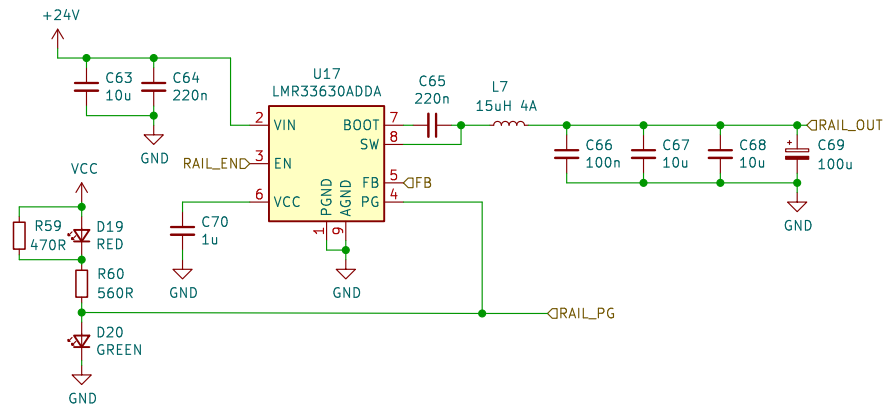 +24V
C63
10u
C64
220n
GND
U17
LMR33630ADDA
2
VIN
3
EN
6
VCC
BOOT
7
SW
8
FB
5
PG
4
PGND
1
AGND
9
GND
RAIL_EN
C70
1u
GND
C65
220n
L7
15uH 4A
FB
C66
100n
C67
10u
C68
10u
+
C69
100u
RAIL_OUT
GND
VCC
R59
470R
D19
RED
R60
560R
D20
GREEN
GND
RAIL_PG